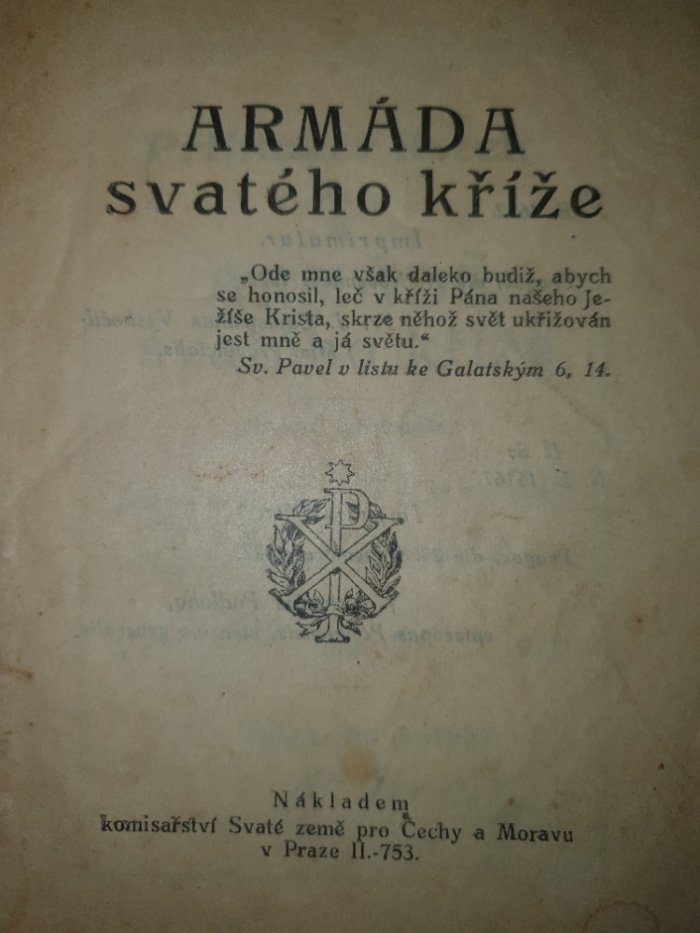 ARMÁDA
svatého kříže
„Ode mne však daleko budiž, abych
se honosil, leč v kříži Pána našeho Je-
žíše Krista, skrze něhož svět ukřižován
jest mně a já světu.“
Sv. Pavel v listu ke Galatským 6, 14.
Nákladem
komisařství Svaté země pro Čechy a Moravu
v Praze II.-753.